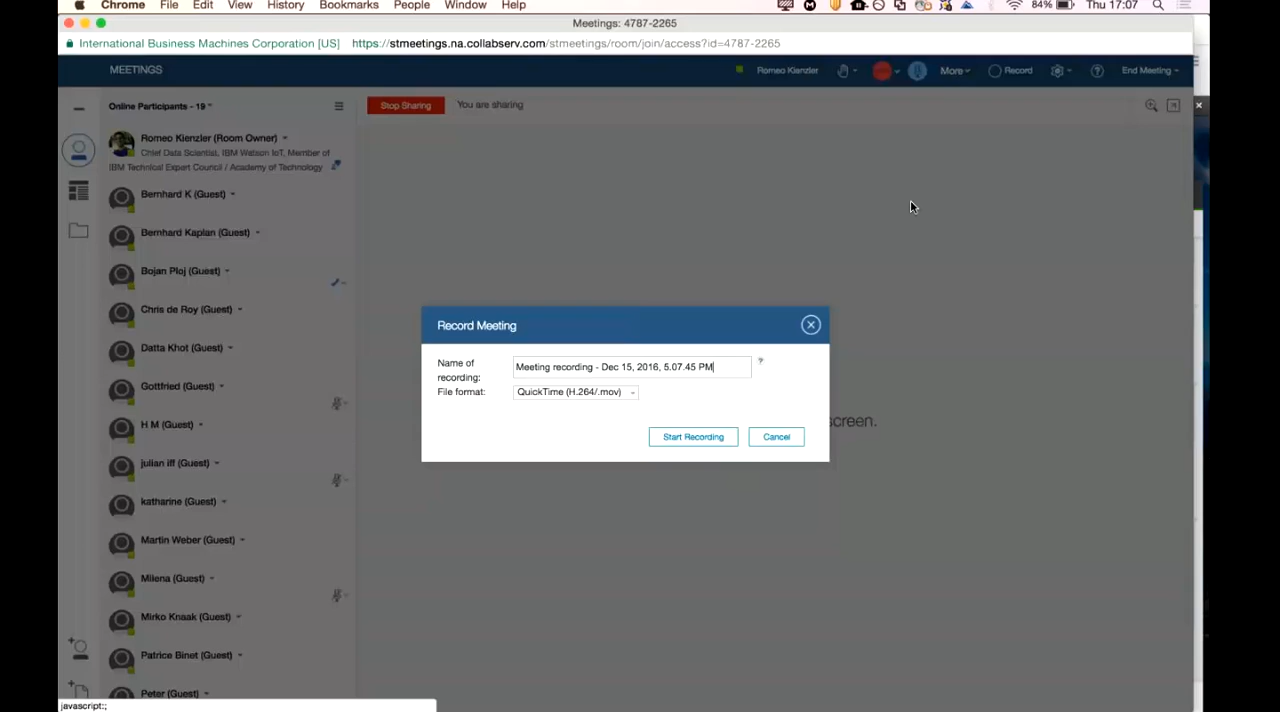 Chrome File Edit View History Bookmarks People Window Help 84% Thu 17:07
Meetings: 4787-2265
International Business Machines Corporation [US] https://stmeetings.na.collabserv.com/stmeetings/room/join/access?id=4787-2265
MEETINGS Romeo Kienzler More Record End Meeting
Online Participants - 19 Stop Sharing You are sharing
Romeo Kienzler (Room Owner)
Chief Data Scientist, IBM Watson IoT, Member of
IBM Technical Expert Council / Academy of Technology
Bernhard K (Guest)
Bernhard Kaplan (Guest)
Bojan Ploj (Guest)
Chris de Roy (Guest)
Datta Khot (Guest)
Gottfried (Guest)
H M (Guest)
julian iff (Guest)
katharine (Guest)
Martin Weber (Guest)
Milena (Guest)
Mirko Knaak (Guest)
Patrice Binet (Guest)
Peter (Guest)
Record Meeting
Name of recording: Meeting recording - Dec 15, 2016, 5.07.45 PM ?
File format: QuickTime (H.264/.mov)
screen.
Start Recording Cancel
javascript:;